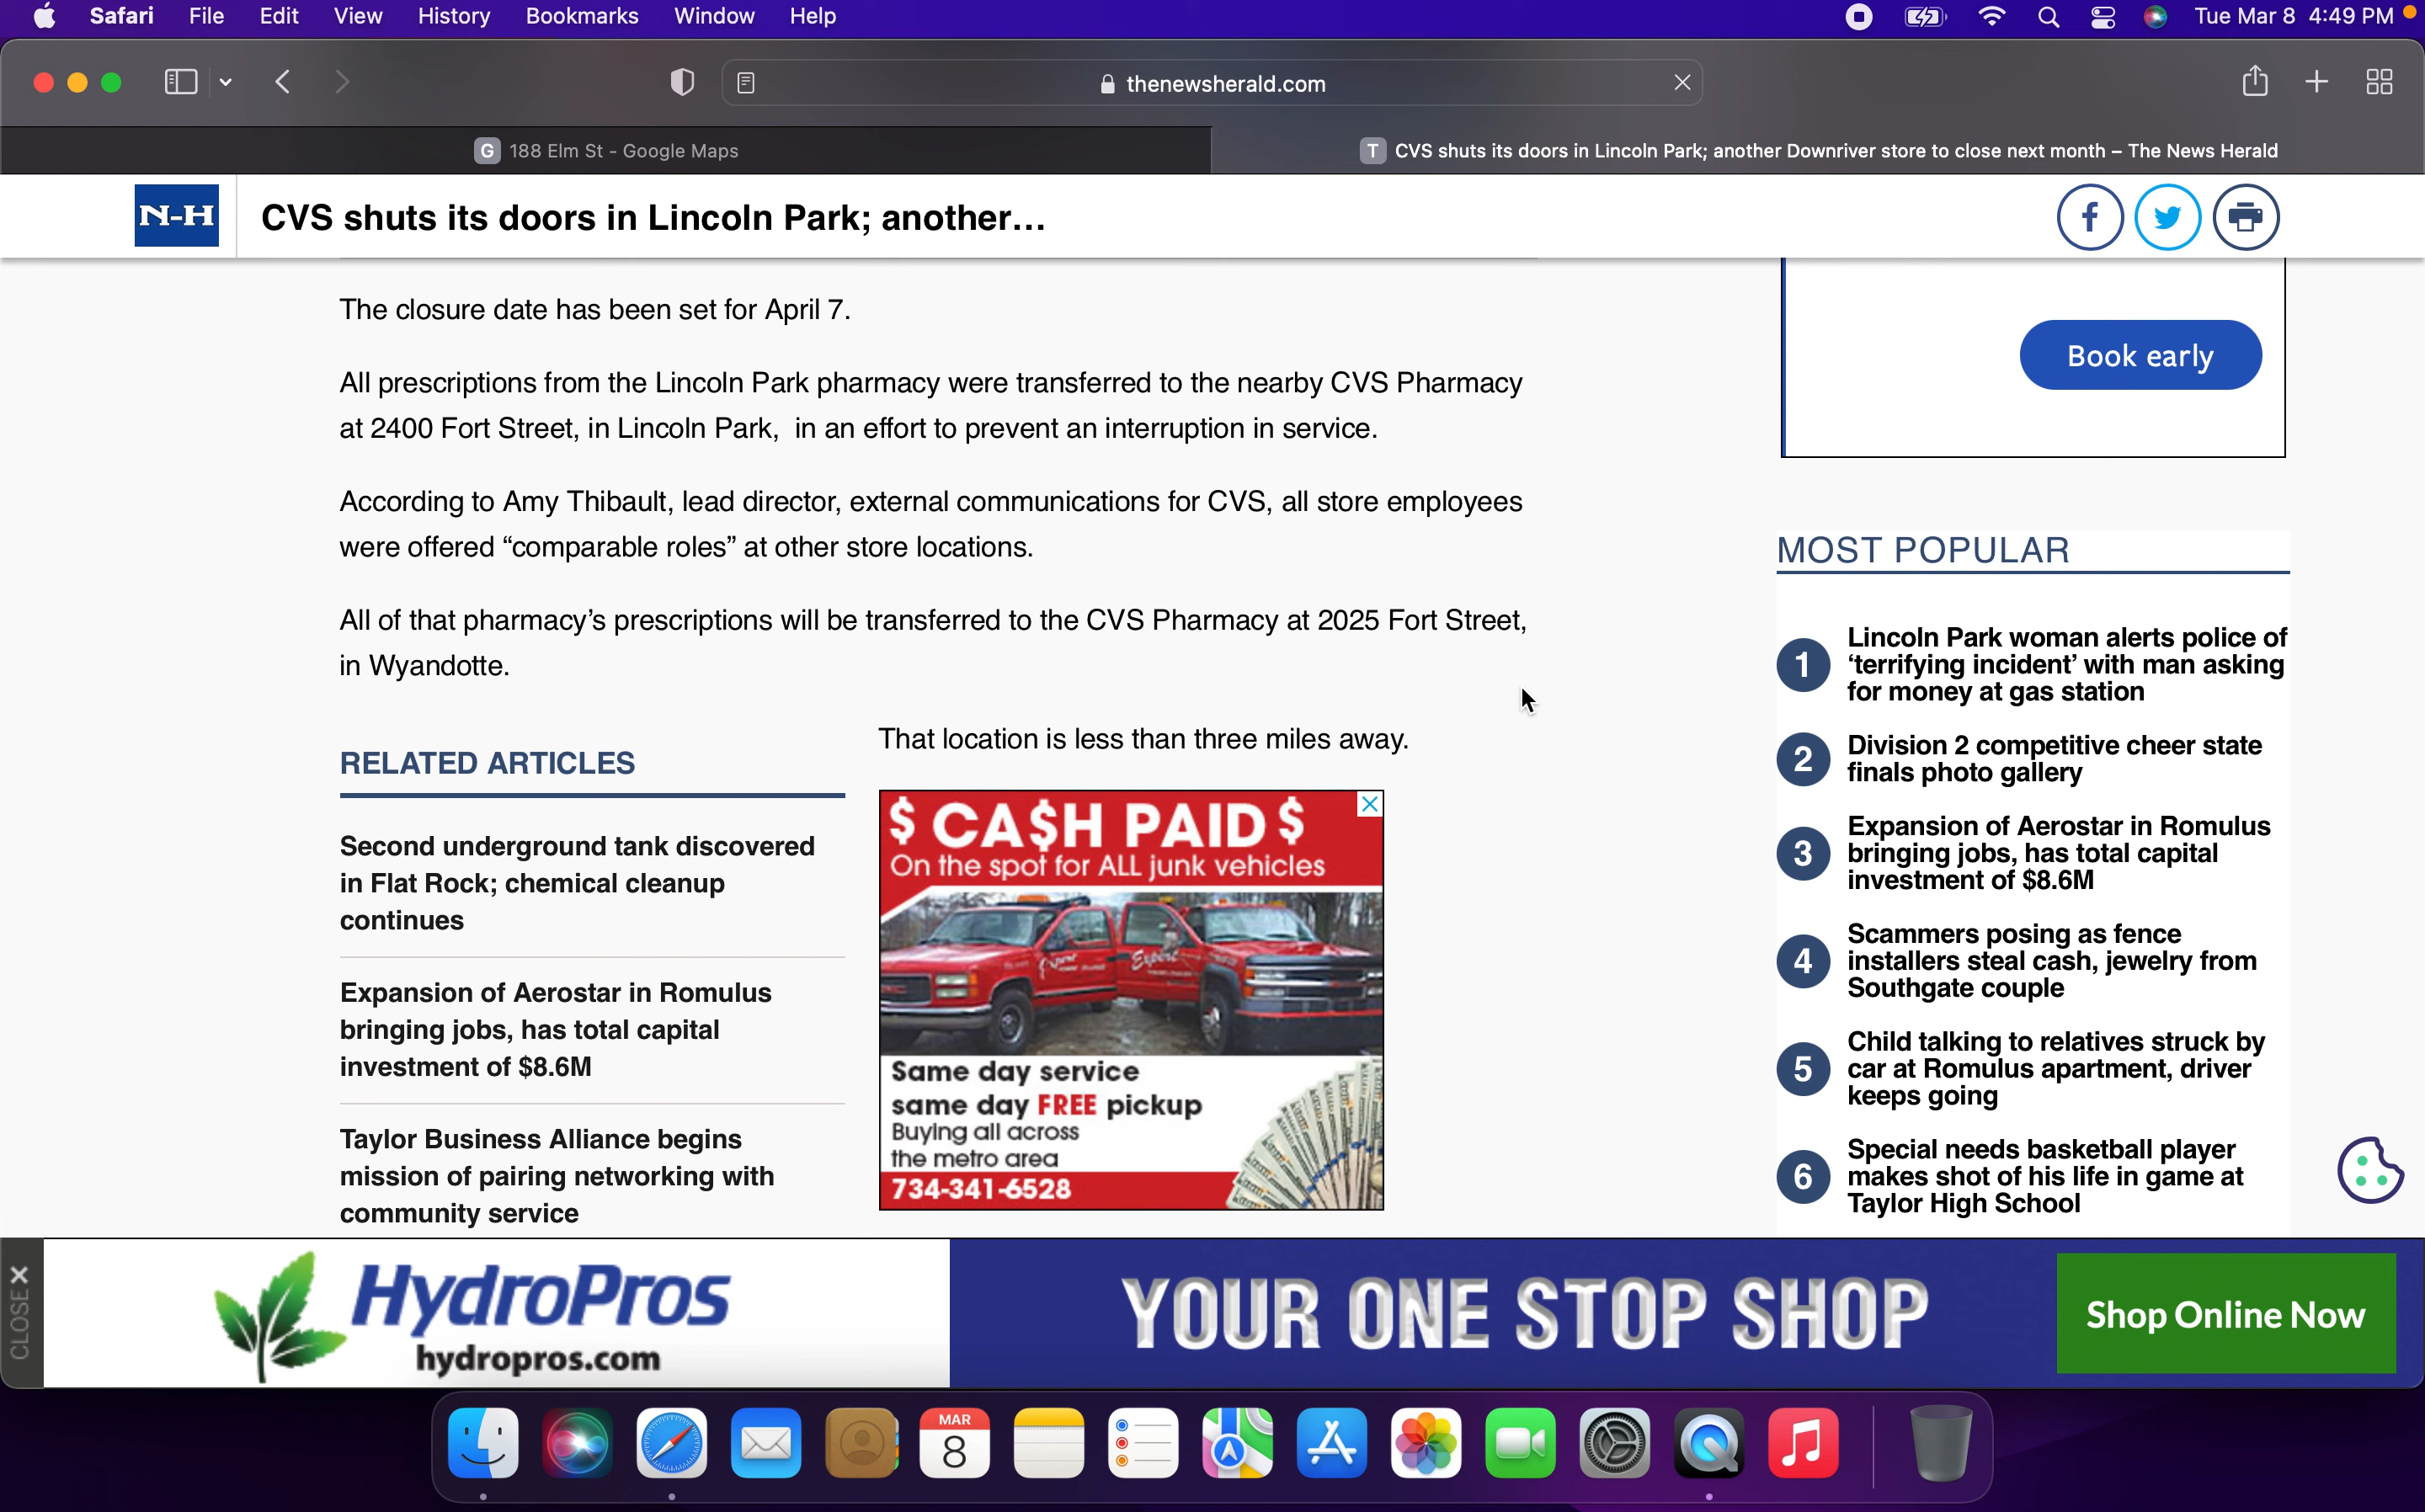 Safari File Edit View History Bookmarks Window Help Tue Mar 8 4:49 PM
thenewsherald.com
G 188 Elm St - Google Maps
T CVS shuts its doors in Lincoln Park; another Downriver store to close next month – The News Herald
N-H CVS shuts its doors in Lincoln Park; another...
The closure date has been set for April 7.
All prescriptions from the Lincoln Park pharmacy were transferred to the nearby CVS Pharmacy
at 2400 Fort Street, in Lincoln Park, in an effort to prevent an interruption in service.
According to Amy Thibault, lead director, external communications for CVS, all store employees
were offered “comparable roles” at other store locations.
All of that pharmacy’s prescriptions will be transferred to the CVS Pharmacy at 2025 Fort Street,
in Wyandotte.
That location is less than three miles away.
RELATED ARTICLES
Second underground tank discovered
in Flat Rock; chemical cleanup
continues
Expansion of Aerostar in Romulus
bringing jobs, has total capital
investment of $8.6M
Taylor Business Alliance begins
mission of pairing networking with
community service
$ CA$H PAID $
On the spot for ALL junk vehicles
Expert
Same day service
same day FREE pickup
Buying all across
the metro area
734-341-6528
Book early
MOST POPULAR
1 Lincoln Park woman alerts police of
‘terrifying incident’ with man asking
for money at gas station
2 Division 2 competitive cheer state
finals photo gallery
3 Expansion of Aerostar in Romulus
bringing jobs, has total capital
investment of $8.6M
4 Scammers posing as fence
installers steal cash, jewelry from
Southgate couple
5 Child talking to relatives struck by
car at Romulus apartment, driver
keeps going
6 Special needs basketball player
makes shot of his life in game at
Taylor High School
CLOSE X
HydroPros
hydropros.com
YOUR ONE STOP SHOP
Shop Online Now
MAR
8